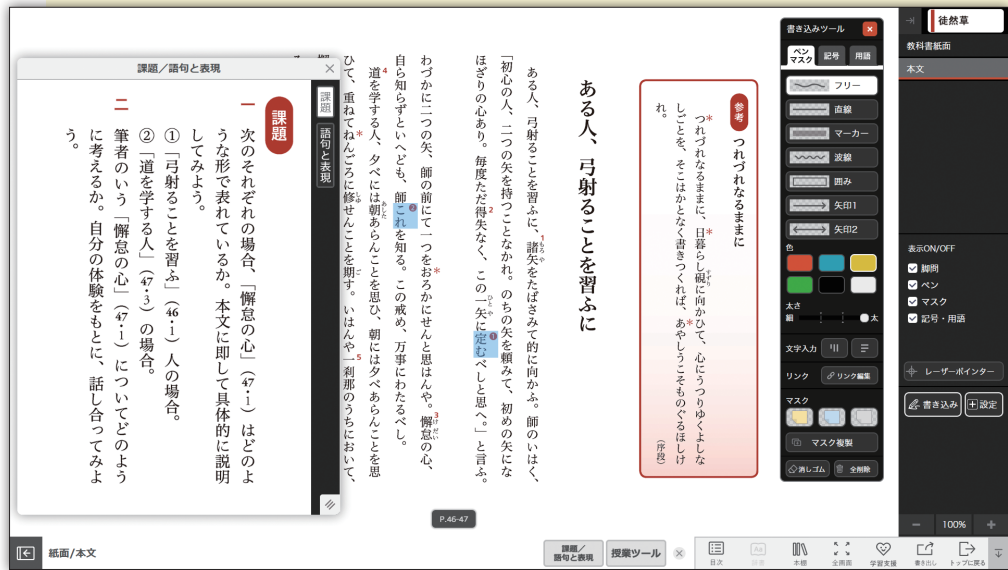 徒然草
教科書紙面
本文
表示ON/OFF
脚問
ペン
マスク
記号・用語
レーザーポインター
書き込み
設定
100%
書き込みツール
ペン
マスク
記号
用語
フリー
直線
マーカー
波線
囲み
矢印1
矢印2
色
太さ
細
太
文字入力
リンク
リンク編集
マスク
マスク複製
消しゴム
全削除
参考
つれづれなるままに
*つれづれなるままに、*日暮らし硯に向かひて、心にうつりゆくよしな
すずり
しごとを、そこはかとなく書きつくれば、*あやしうこそものぐるほしけ
れ。
(序段)
ある人、弓射ることを習ふに
ある人、弓射ることを習ふに、1諸矢をたばさみて的に向かふ。師のいはく、
もろや
「初心の人、二つの矢を持つことなかれ。のちの矢を頼みて、初めの矢にな
ほざりの心あり。毎度ただ2得失なく、この一矢に①定むべしと思へ。」と言ふ。
ひとや
わづかに二つの矢、師の前にて一つを*おろかにせんと思はんや。3懈怠の心、
けだい
自ら知らずといへども、師②これを知る。この戒め、万事にわたるべし。
4道を学する人、夕べには朝あらんことを思ひ、朝には夕べあらんことを思
あした
ひて、重ねて*ねんごろに修せんことを期す。いはんや5一刹那のうちにおいて、
しゆ
ご
課題/語句と表現
課題
語句と表現
課題
一 次のそれぞれの場合、「懈怠の心」(47・1)はどのよ
うな形で表れているか。本文に即して具体的に説明
してみよう。
①「弓射ることを習ふ」(46・1)人の場合。
②「道を学する人」(47・3)の場合。
二 筆者のいう「懈怠の心」(47・1)についてどのよう
に考えるか。自分の体験をもとに、話し合ってみよ
う。
P.46-47
紙面/本文
課題/
語句と表現
授業ツール
目次
辞書
本棚
全画面
学習支援
書き出し
トップに戻る